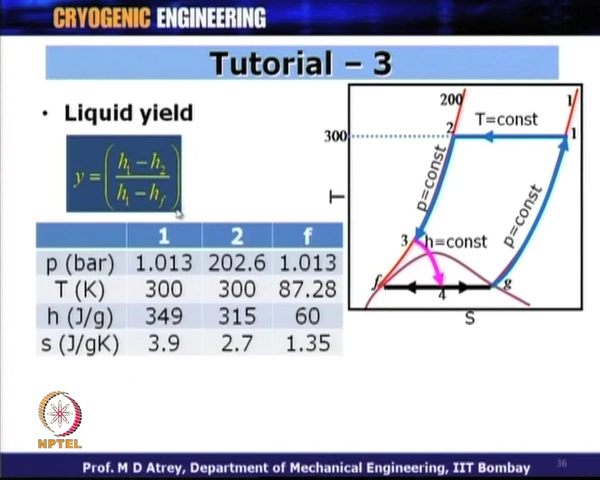 CRYOGENIC ENGINEERING
Tutorial – 3
• Liquid yield
y = ( h₁ − h₂ / h₁ − h_f )
1 2 f
p (bar) 1.013 202.6 1.013
T (K) 300 300 87.28
h (J/g) 349 315 60
s (J/gK) 3.9 2.7 1.35
200 1
T=const
300 2 1
p=const p=const
T
3 h=const
f 4 g
S
NPTEL
Prof. M D Atrey, Department of Mechanical Engineering, IIT Bombay
36